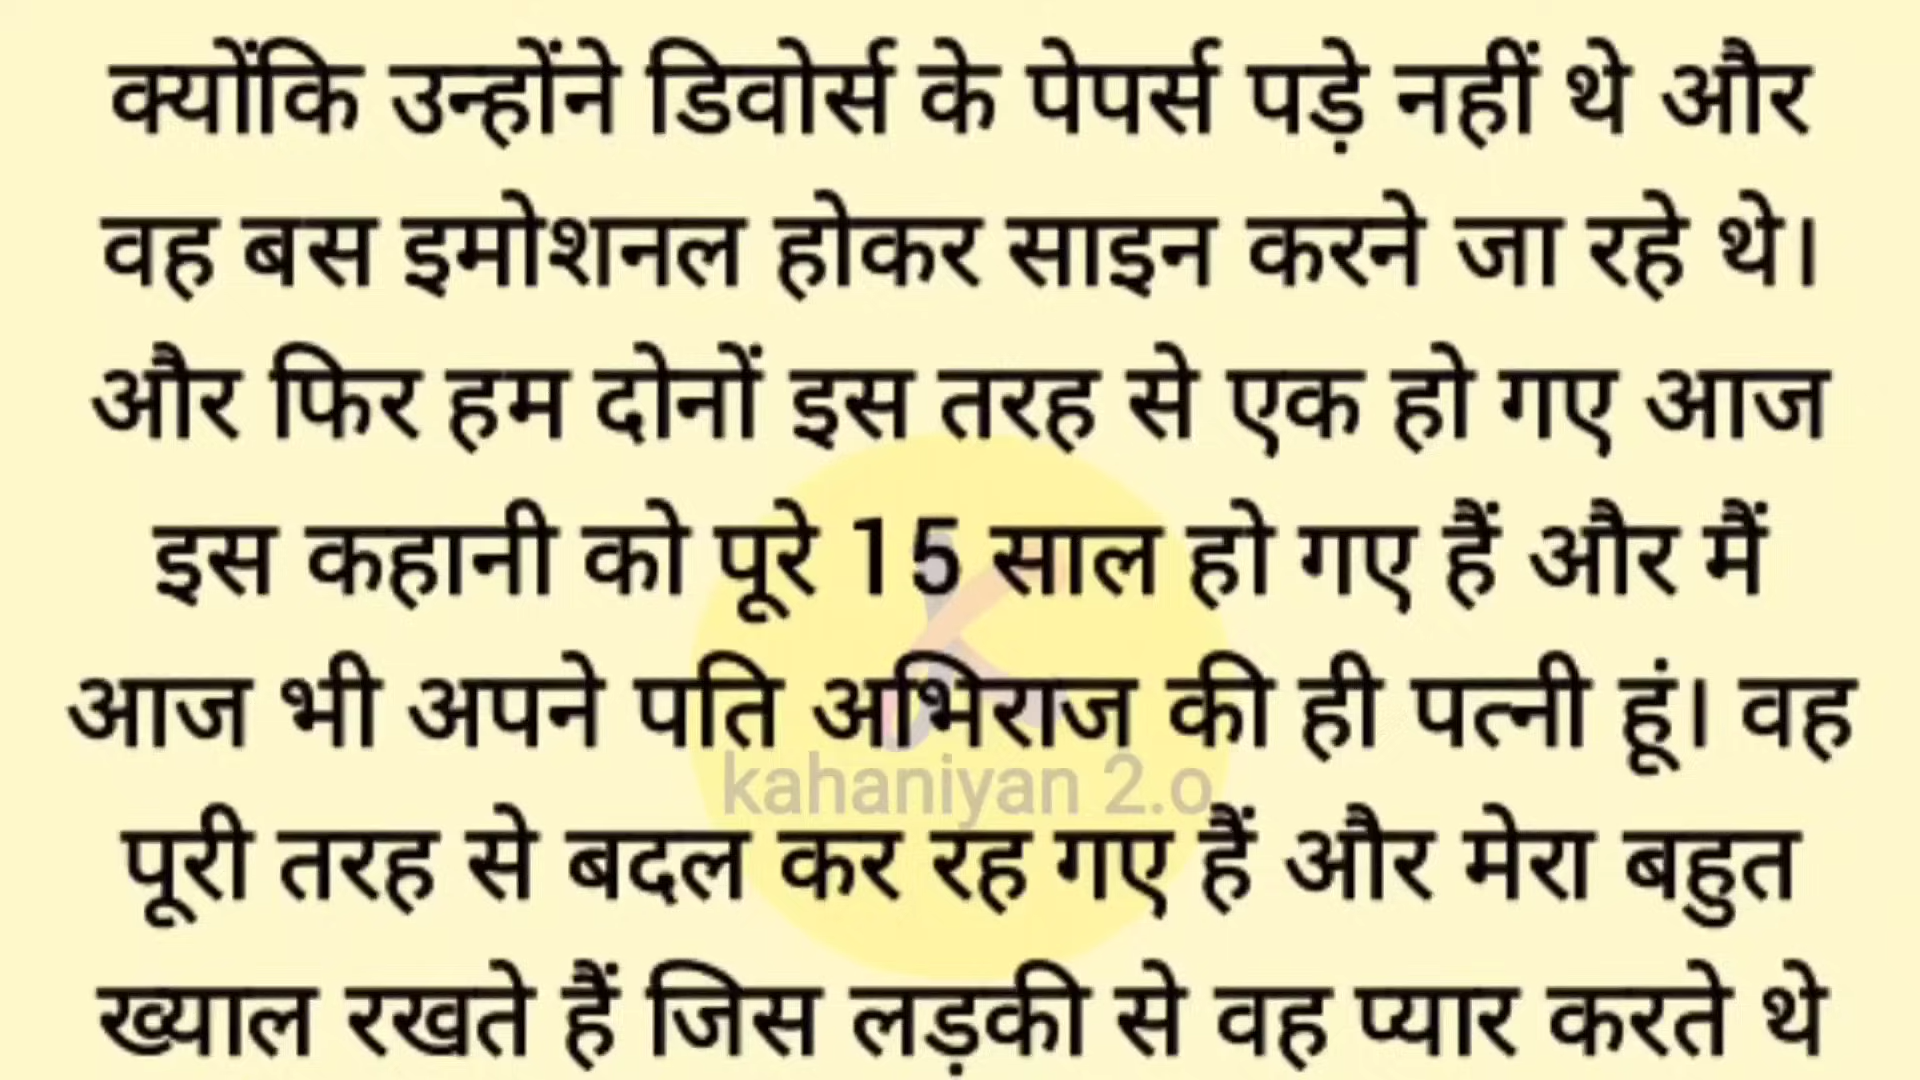 क्योंकि उन्होंने डिवोर्स के पेपर्स पड़े नहीं थे और
वह बस इमोशनल होकर साइन करने जा रहे थे।
और फिर हम दोनों इस तरह से एक हो गए आज
इस कहानी को पूरे 15 साल हो गए हैं और मैं
आज भी अपने पति अभिराज की ही पत्नी हूं। वह
kahaniyan 2.o
पूरी तरह से बदल कर रह गए हैं और मेरा बहुत
ख्याल रखते हैं जिस लड़की से वह प्यार करते थे